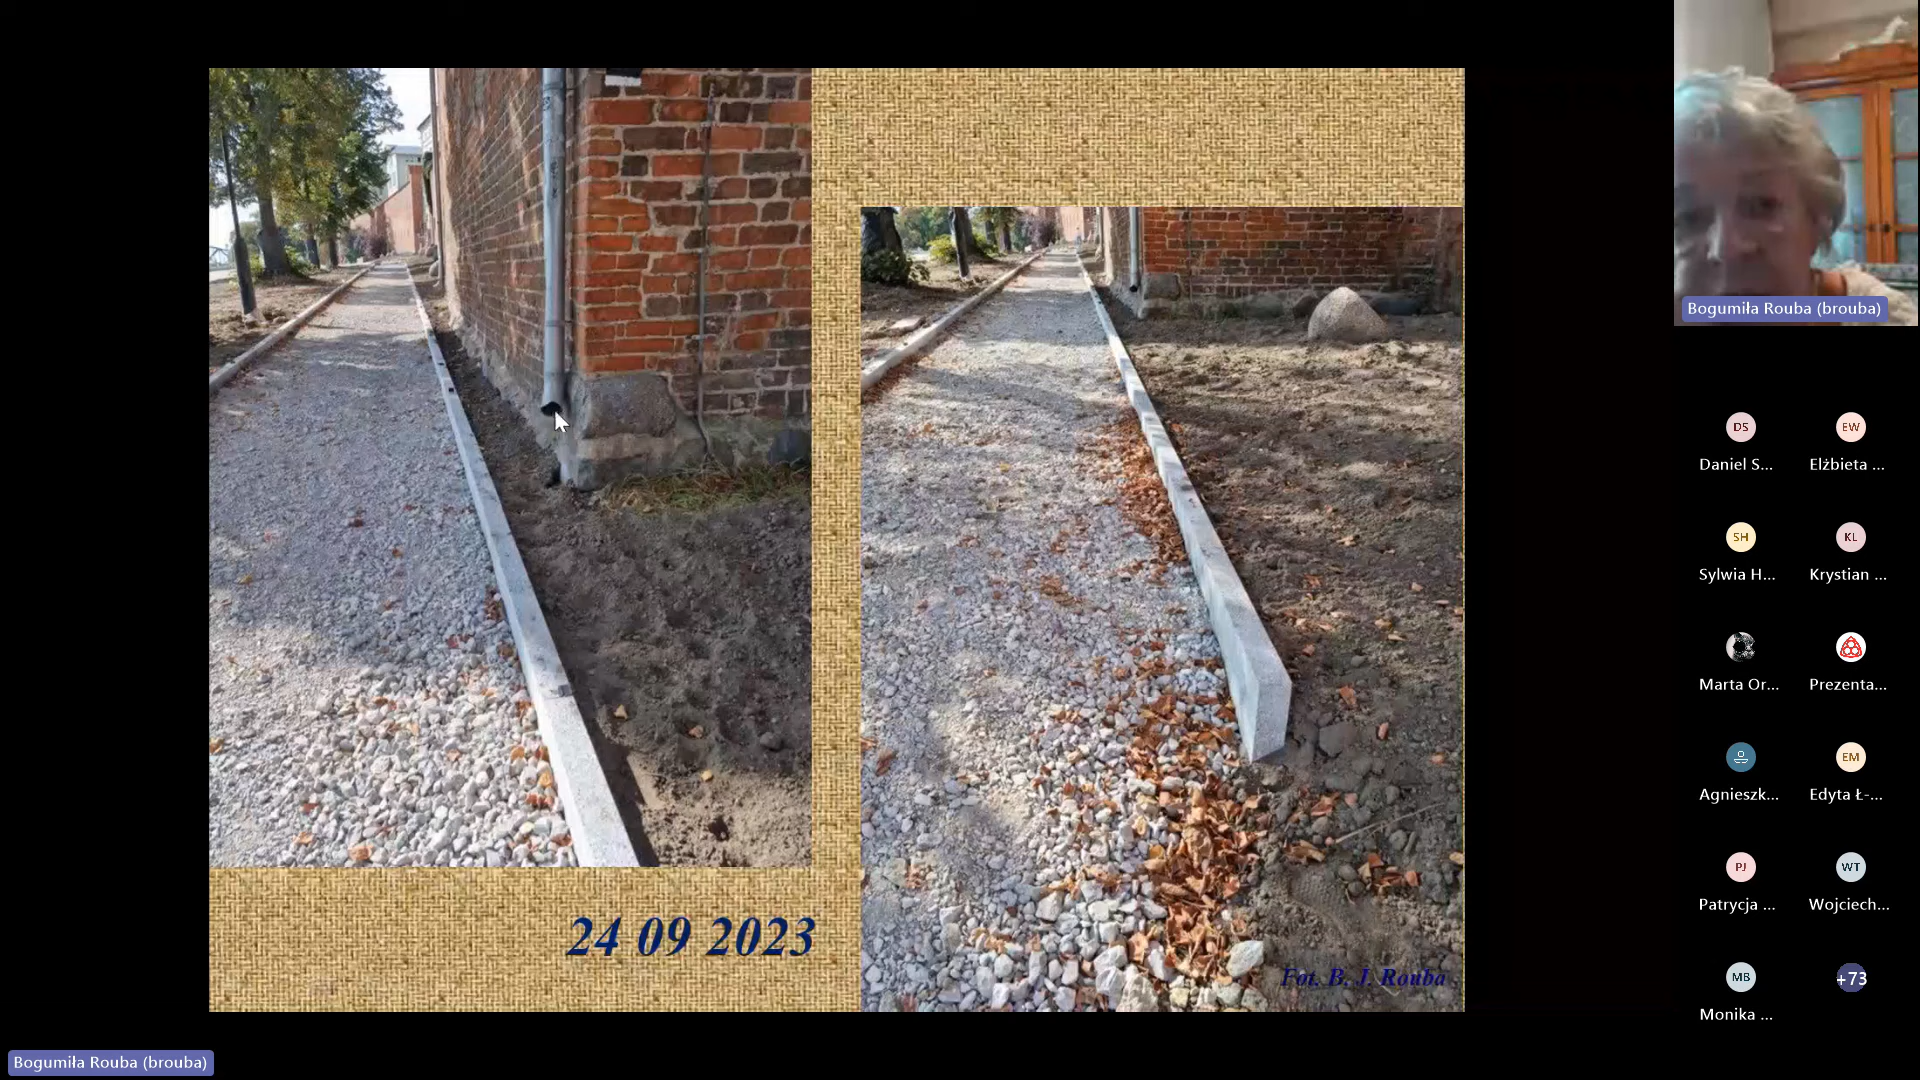 24 09 2023
Fot. B. J. Rouba
Bogumiła Rouba (brouba)
DS
EW
Daniel S...
Elżbieta ...
SH
KL
Sylwia H...
Krystian ...
Marta Or...
Prezenta...
EM
Agnieszk...
Edyta Ł-...
PJ
WT
Patrycja ...
Wojciech...
MB
+73
Monika ...
Bogumiła Rouba (brouba)